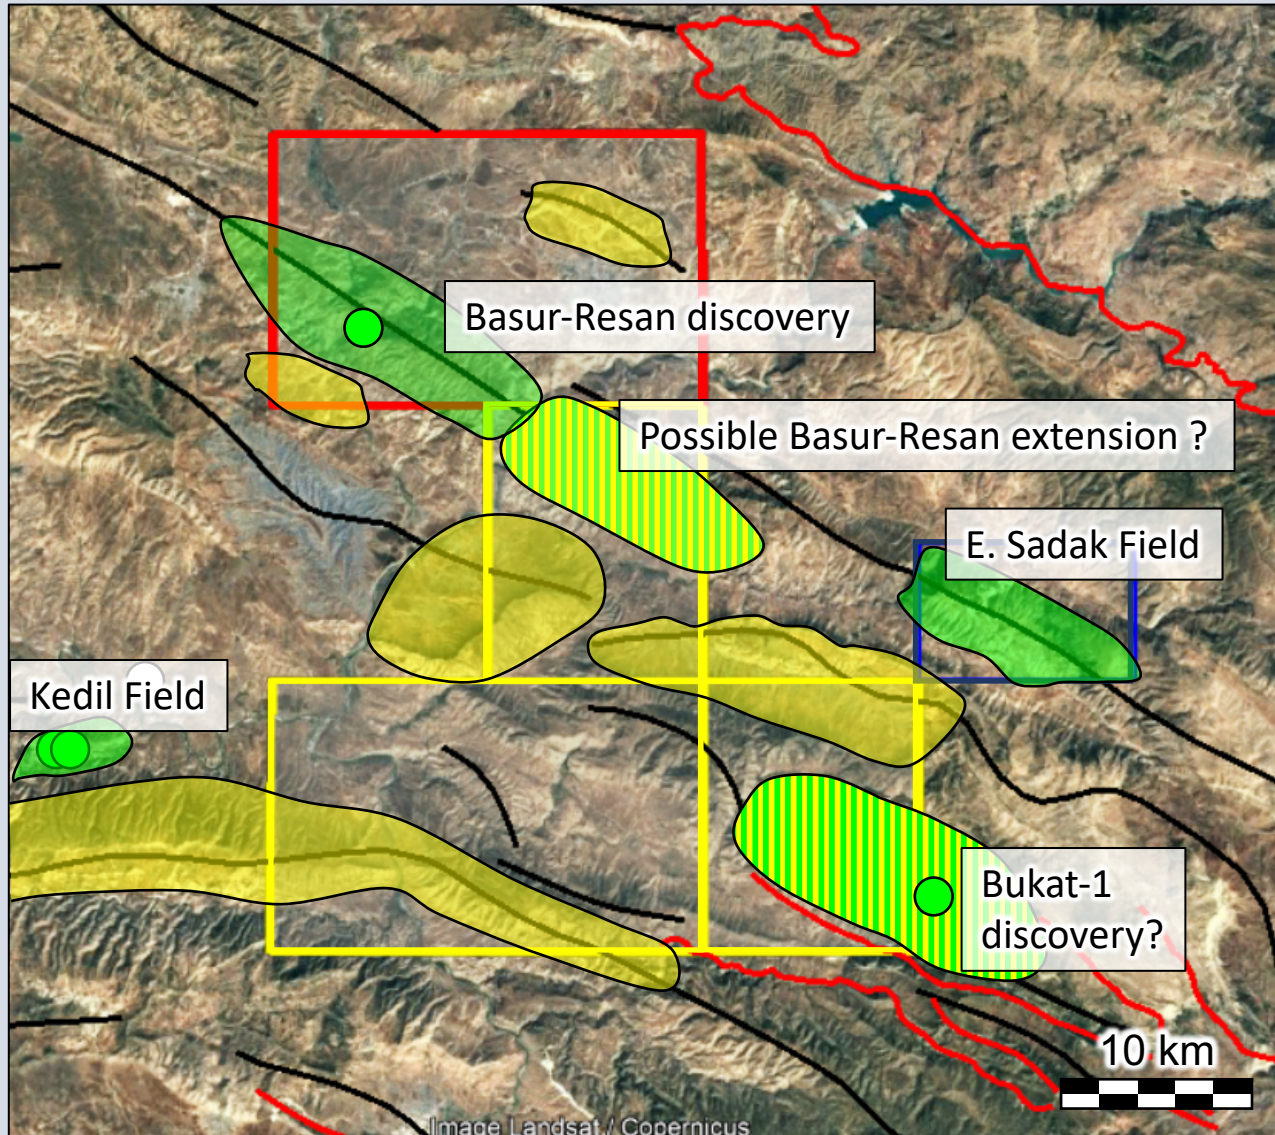 Basur-Resan discovery
Possible Basur-Resan extension ?
E. Sadak Field
Kedil Field
Bukat-1
discovery?
10 km
Image Landsat / Copernicus